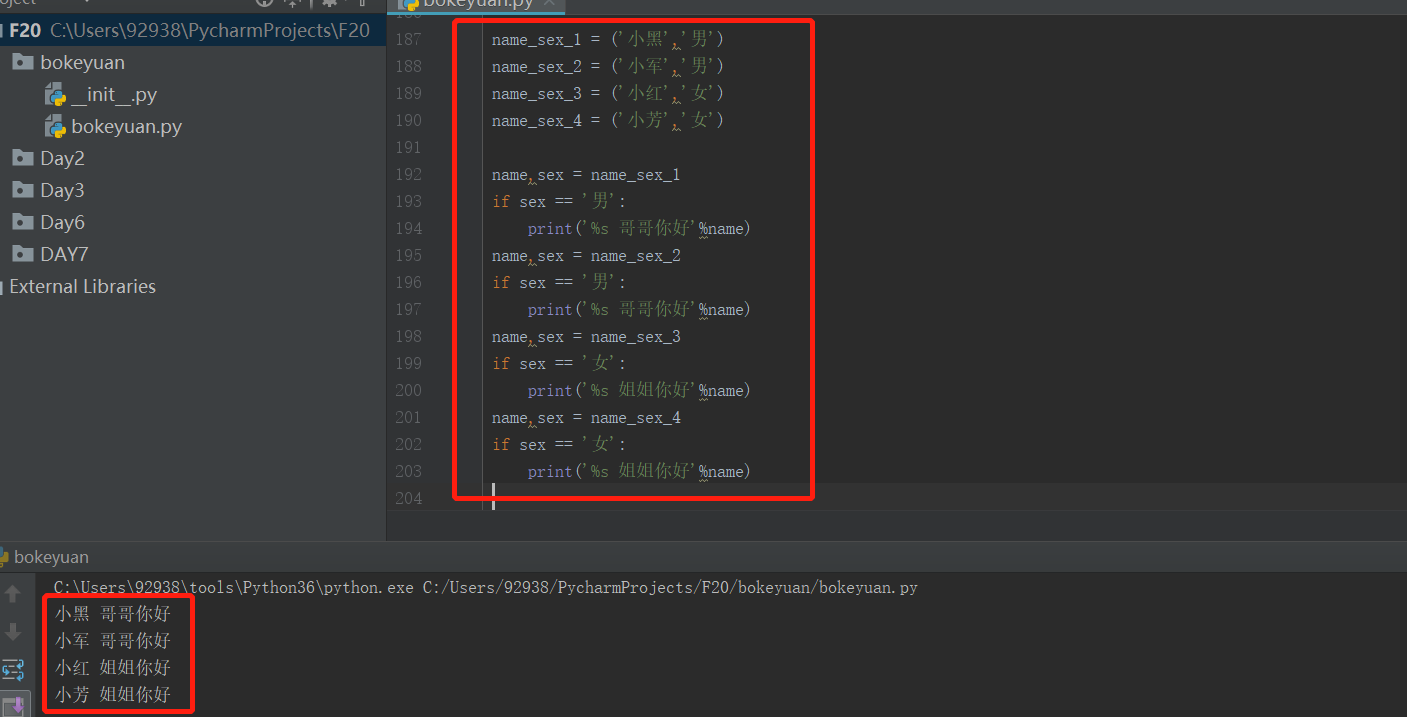 bokeyuan.py
F20 C:\Users\92938\PycharmProjects\F20
bokeyuan
__init__.py
bokeyuan.py
Day2
Day3
Day6
DAY7
External Libraries
187 name_sex_1 = ('小黑','男')
188 name_sex_2 = ('小军','男')
189 name_sex_3 = ('小红','女')
190 name_sex_4 = ('小芳','女')
191
192 name,sex = name_sex_1
193 if sex == '男':
194     print('%s 哥哥你好'%name)
195 name,sex = name_sex_2
196 if sex == '男':
197     print('%s 哥哥你好'%name)
198 name,sex = name_sex_3
199 if sex == '女':
200     print('%s 姐姐你好'%name)
201 name,sex = name_sex_4
202 if sex == '女':
203     print('%s 姐姐你好'%name)
204
bokeyuan
C:\Users\92938\tools\Python36\python.exe C:/Users/92938/PycharmProjects/F20/bokeyuan/bokeyuan.py
小黑 哥哥你好
小军 哥哥你好
小红 姐姐你好
小芳 姐姐你好